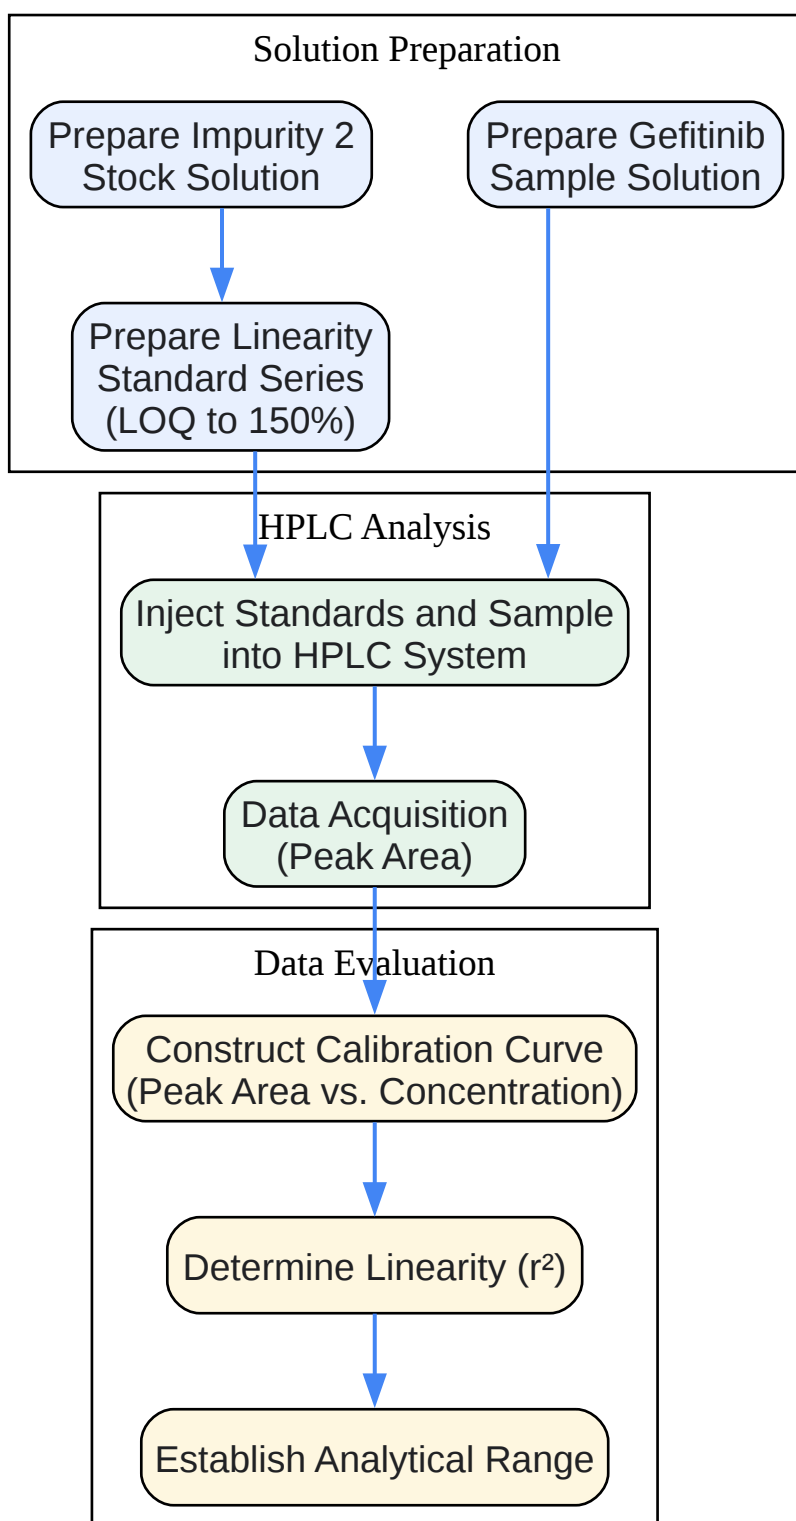 Solution Preparation
Prepare Impurity 2
Stock Solution
Prepare Gefitinib
Sample Solution
Prepare Linearity
Standard Series
(LOQ to 150%)
HPLC Analysis
Inject Standards and Sample
into HPLC System
Data Acquisition
(Peak Area)
Data Evaluation
Construct Calibration Curve
(Peak Area vs. Concentration)
Determine Linearity (r²)
Establish Analytical Range